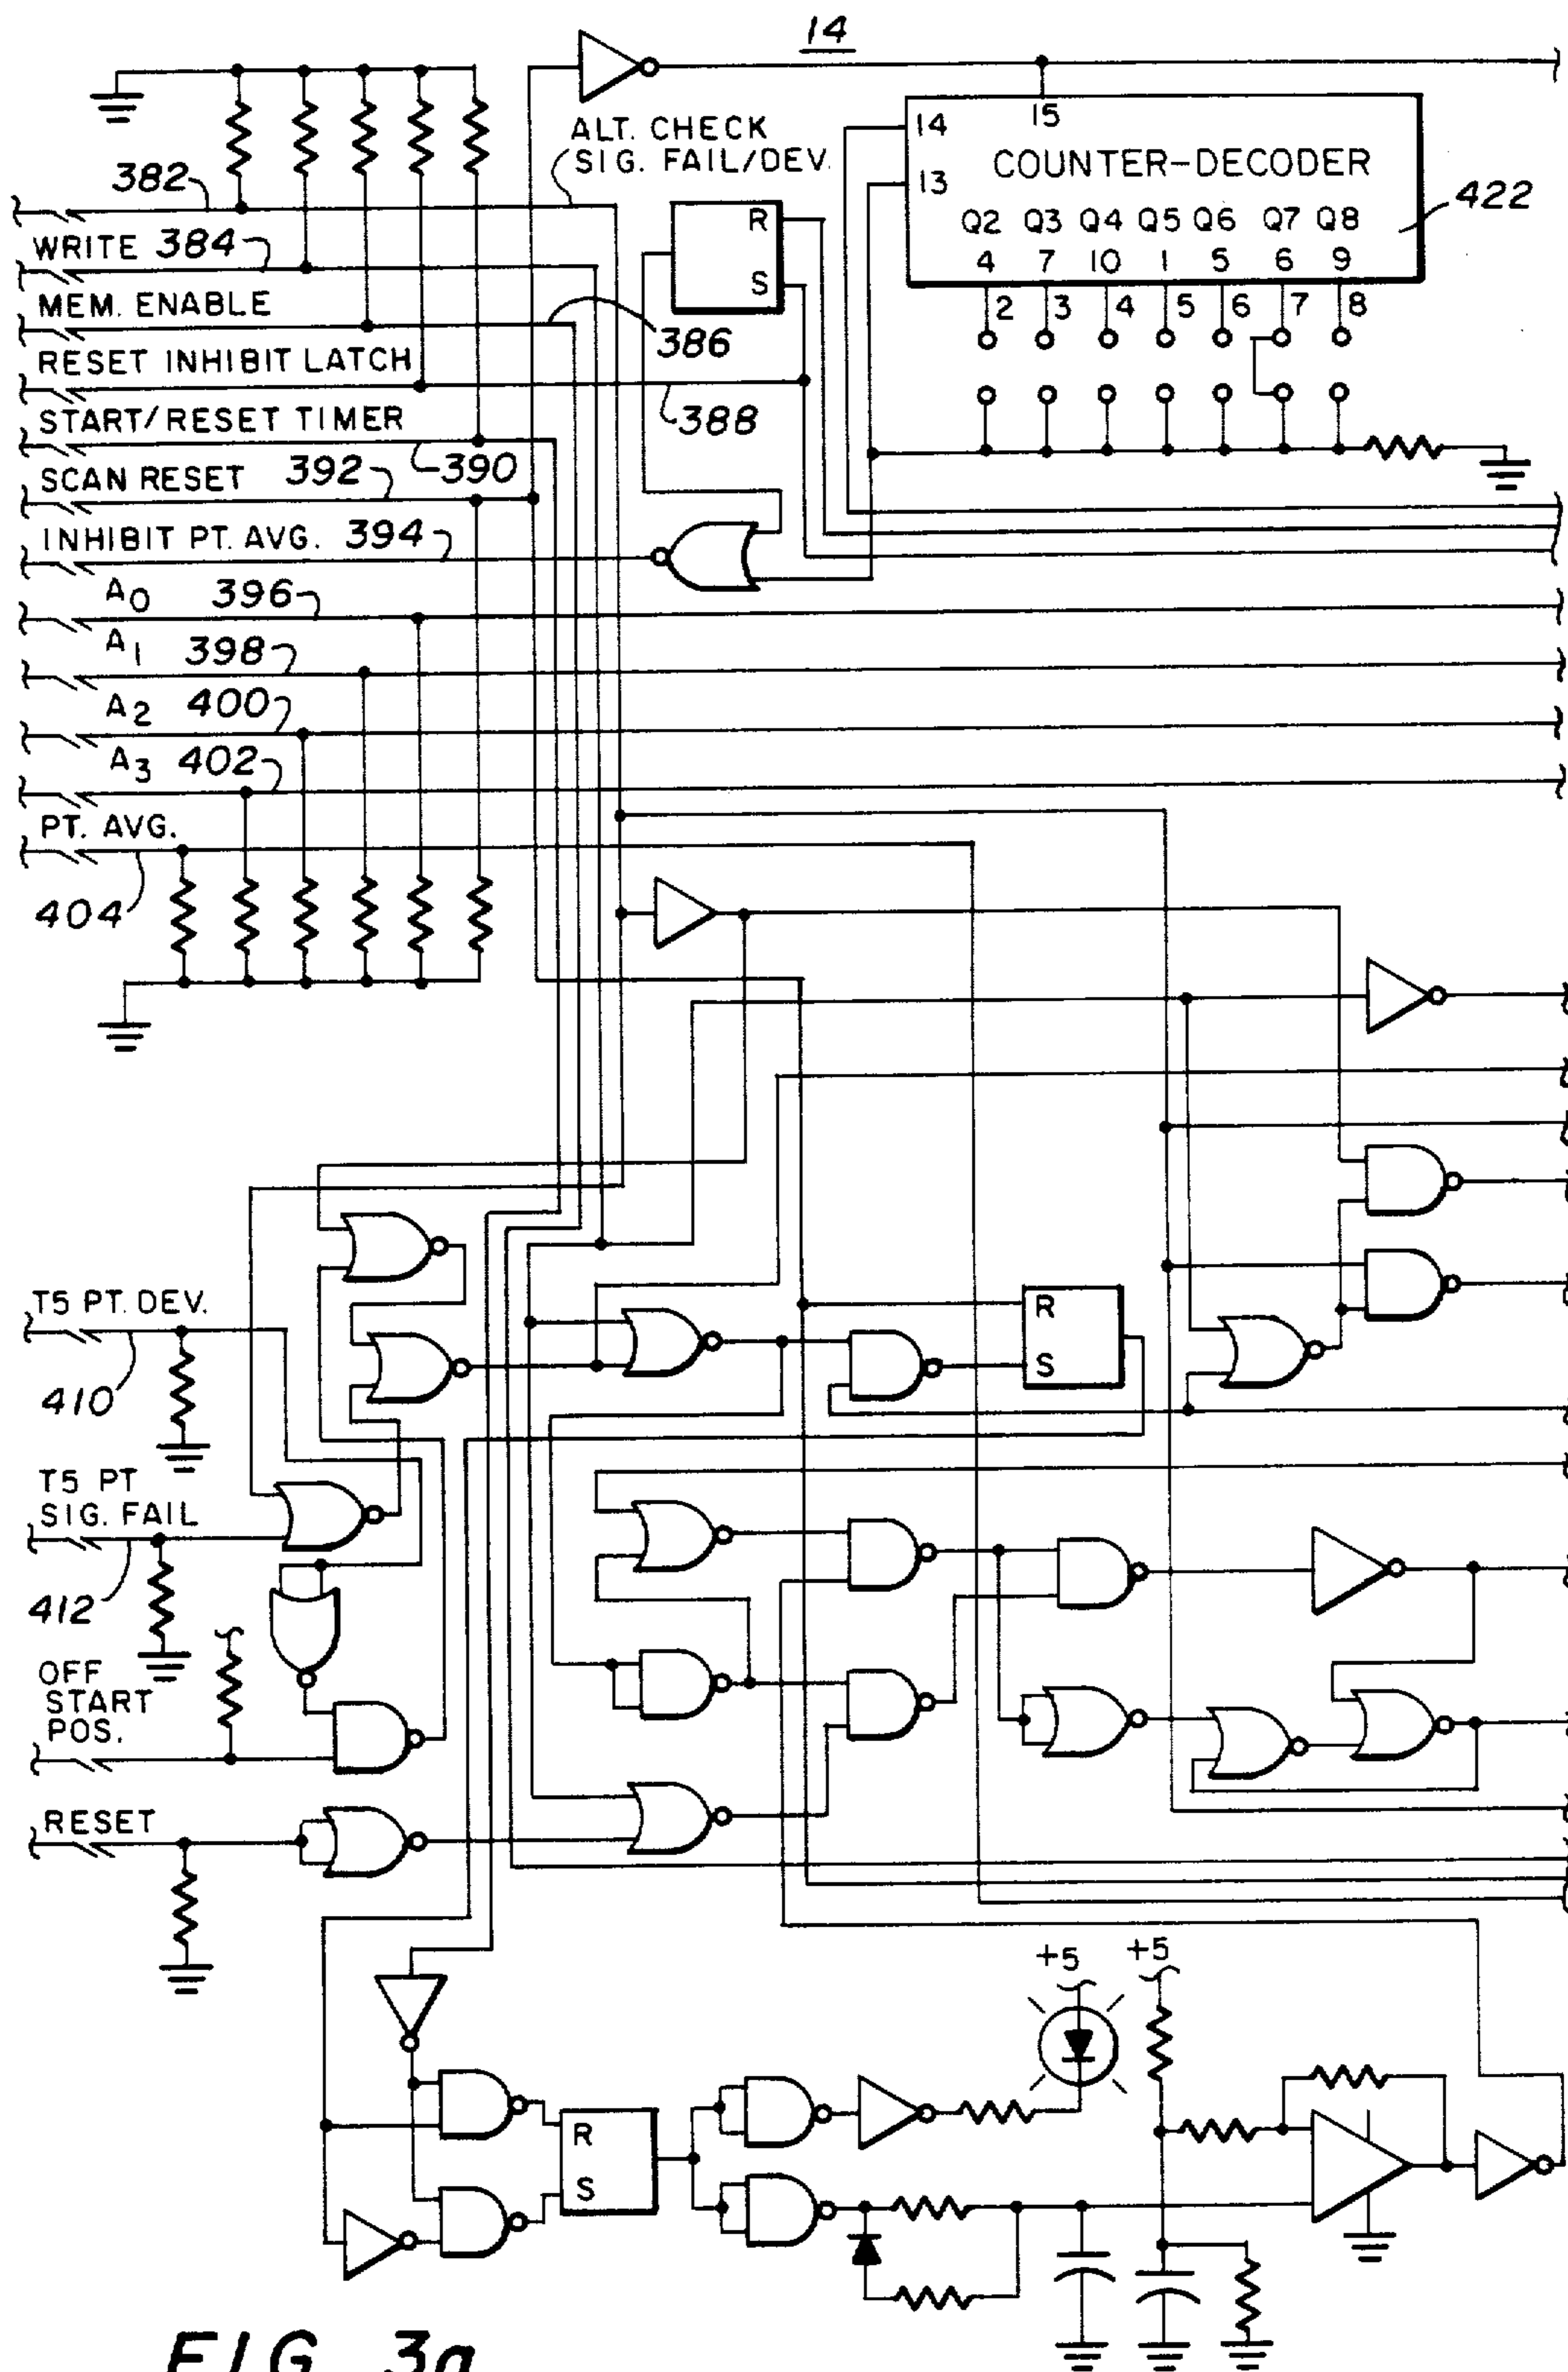 14
ALT. CHECK
SIG. FAIL/DEV.
382
WRITE 384
MEM. ENABLE
386
RESET INHIBIT LATCH
388
START/RESET TIMER
390
SCAN RESET 392
INHIBIT PT. AVG. 394
A0 396
A1 398
A2 400
A3 402
PT. AVG.
404
R
S
14
15
13
COUNTER-DECODER
422
Q2 Q3 Q4 Q5 Q6 Q7 Q8
4 7 10 1 5 6 9
2 3 4 5 6 7 8
T5 PT. DEV.
410
R
S
T5 PT
SIG. FAIL
412
OFF
START
POS.
RESET
+5 +5
R
S
FIG. 3a